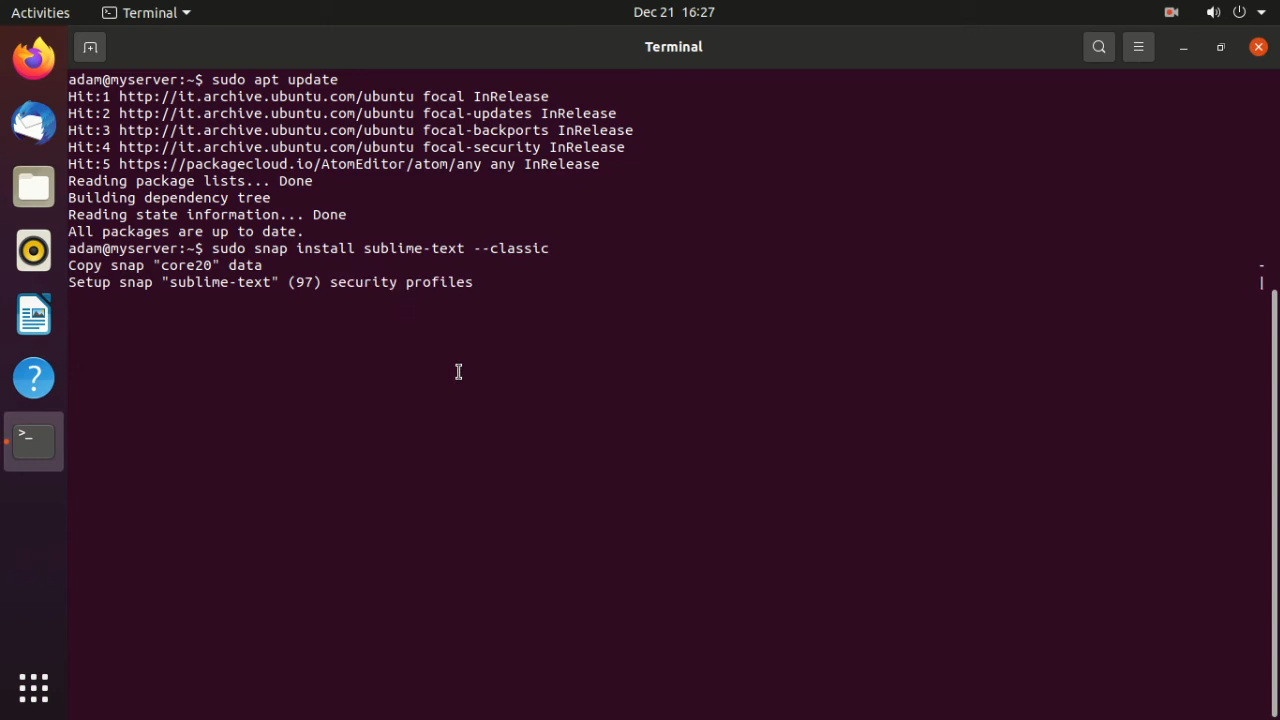 Activities
Terminal
Dec 21 16:27
Terminal
adam@myserver:~$ sudo apt update
Hit:1 http://it.archive.ubuntu.com/ubuntu focal InRelease
Hit:2 http://it.archive.ubuntu.com/ubuntu focal-updates InRelease
Hit:3 http://it.archive.ubuntu.com/ubuntu focal-backports InRelease
Hit:4 http://it.archive.ubuntu.com/ubuntu focal-security InRelease
Hit:5 https://packagecloud.io/AtomEditor/atom/any any InRelease
Reading package lists... Done
Building dependency tree
Reading state information... Done
All packages are up to date.
adam@myserver:~$ sudo snap install sublime-text --classic
Copy snap "core20" data -
Setup snap "sublime-text" (97) security profiles |